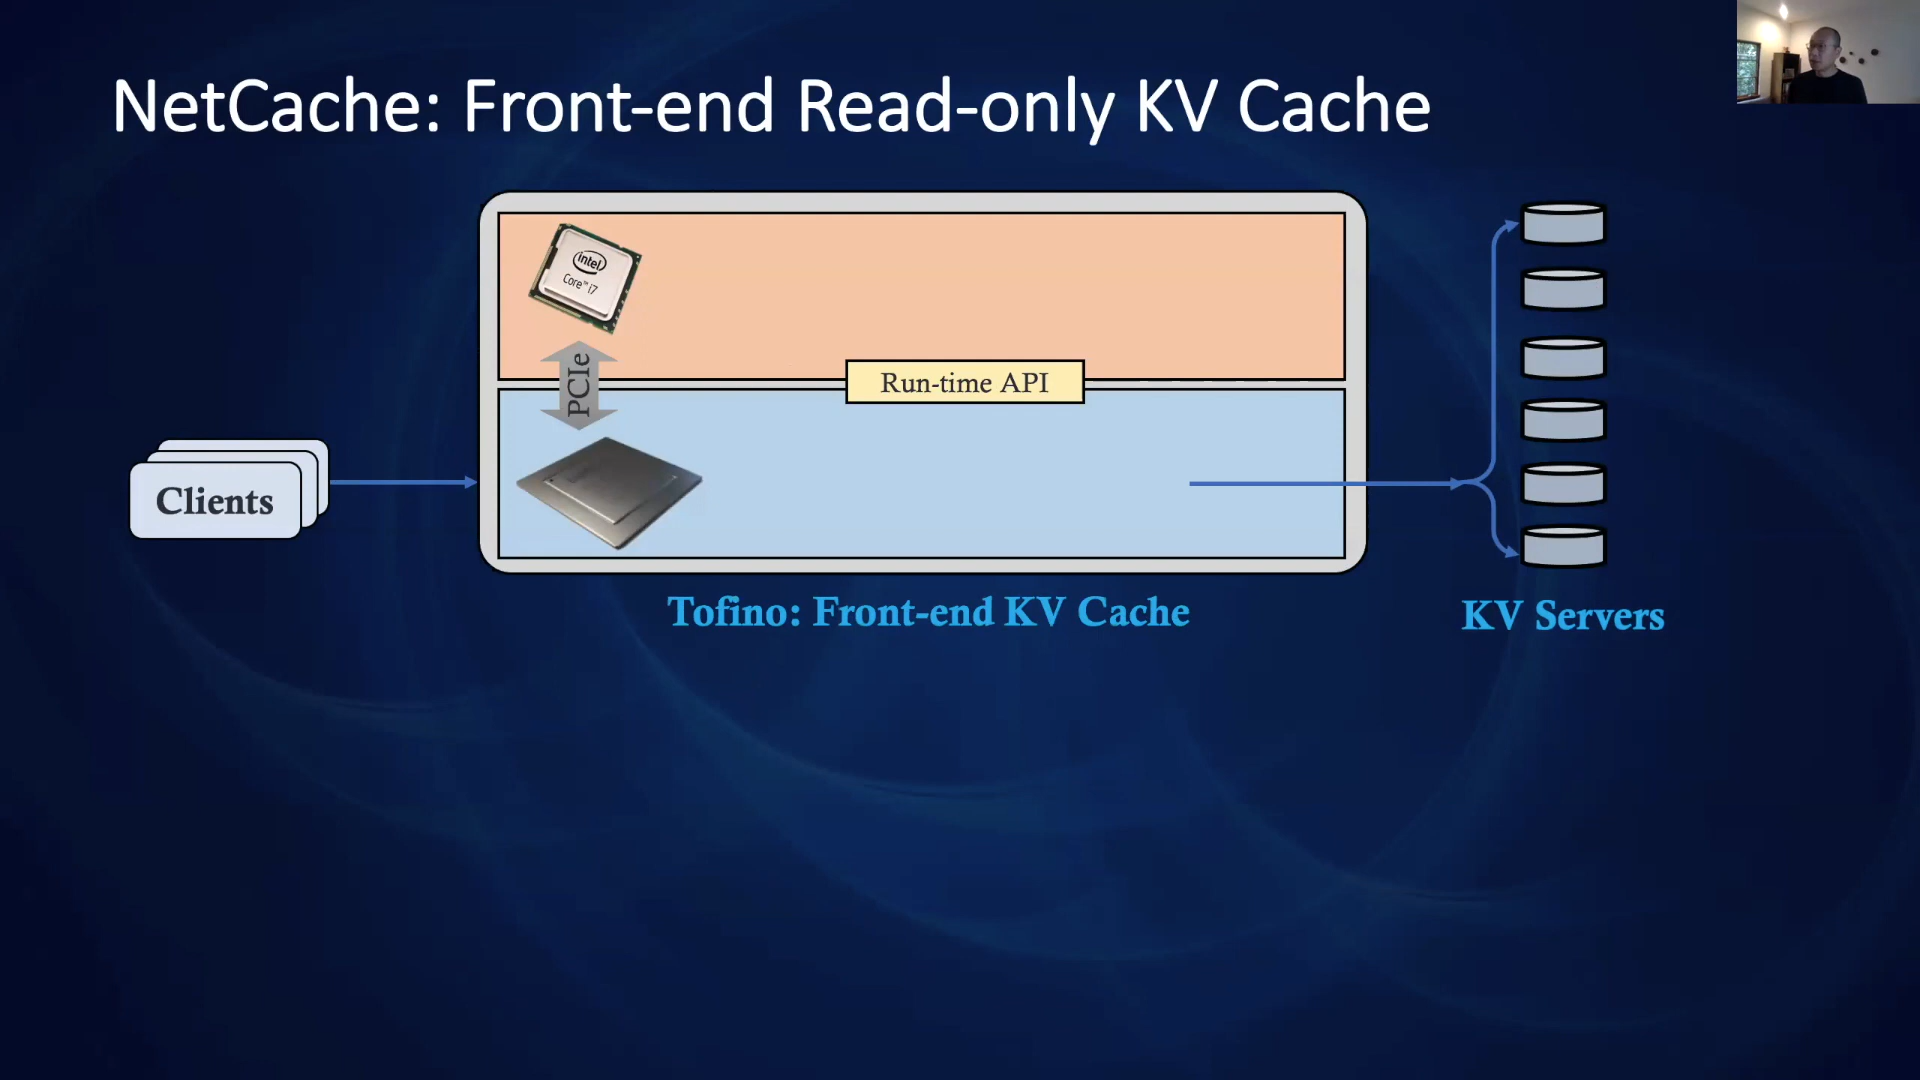 NetCache: Front-end Read-only KV Cache
intel
Core™ i7
PCIe
Run-time API
Clients
Tofino: Front-end KV Cache
KV Servers